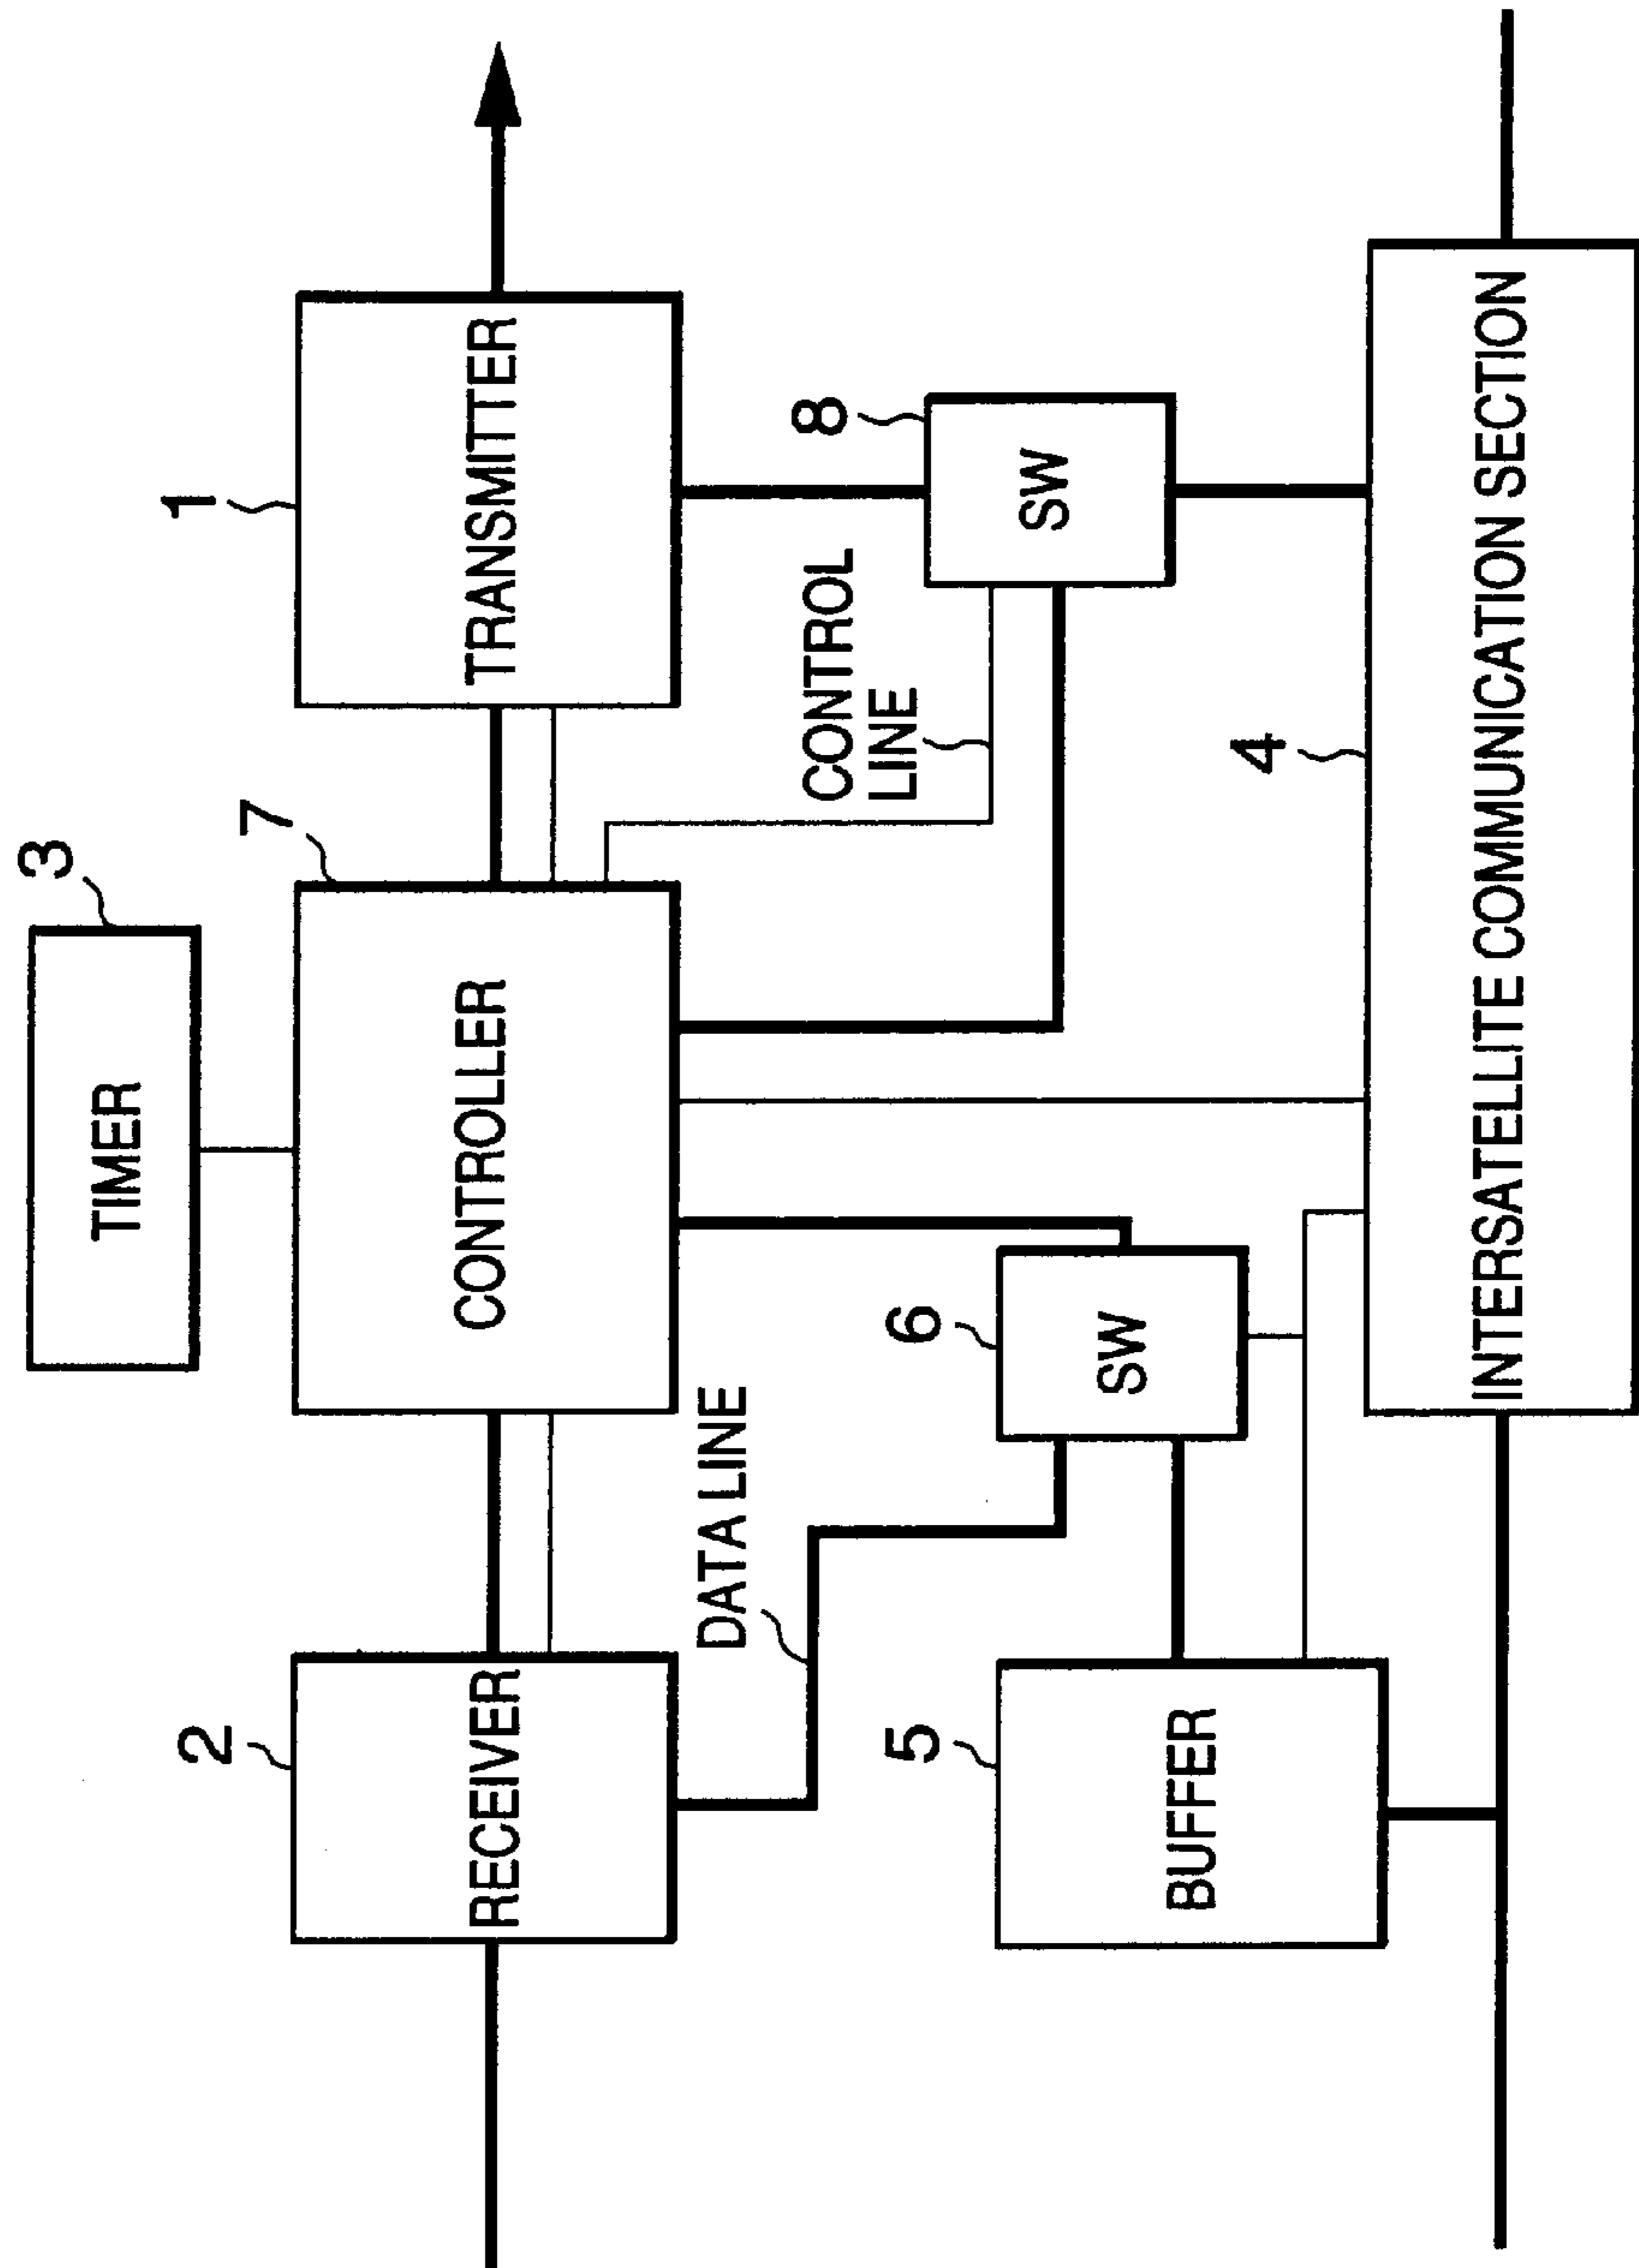 3
TIMER
2
RECEIVER
7
CONTROLLER
1
TRANSMITTER
DATA LINE
CONTROL
LINE
5
BUFFER
6
SW
8
SW
4
INTERSATELLITE COMMUNICATION SECTION